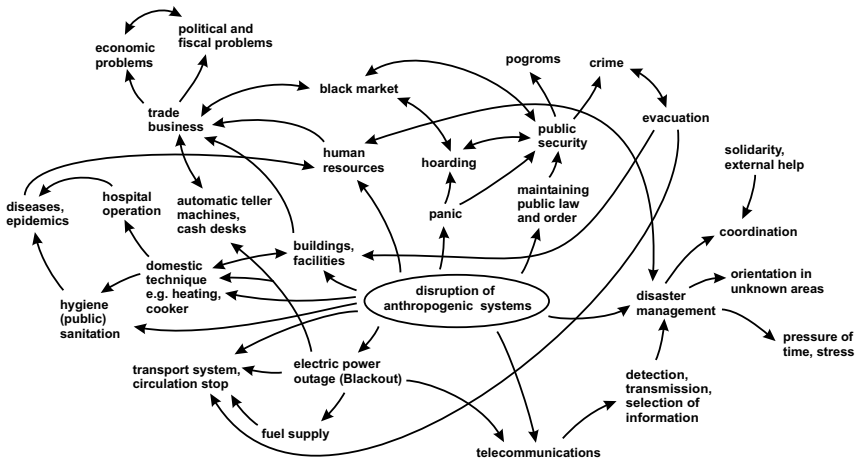 political and
fiscal problems
economic
problems
pogroms
crime
black market
trade
business
public
security
evacuation
human
resources
hoarding
solidarity,
external help
diseases,
epidemics
hospital
operation
automatic teller
machines,
cash desks
panic
maintaining
public law
and order
coordination
buildings,
facilities
domestic
technique
e.g. heating,
cooker
disruption of
anthropogenic systems
orientation in
unknown areas
disaster
management
hygiene
(public)
sanitation
pressure of
time, stress
transport system,
circulation stop
electric power
outage (Blackout)
detection,
transmission,
selection of
information
fuel supply
telecommunications